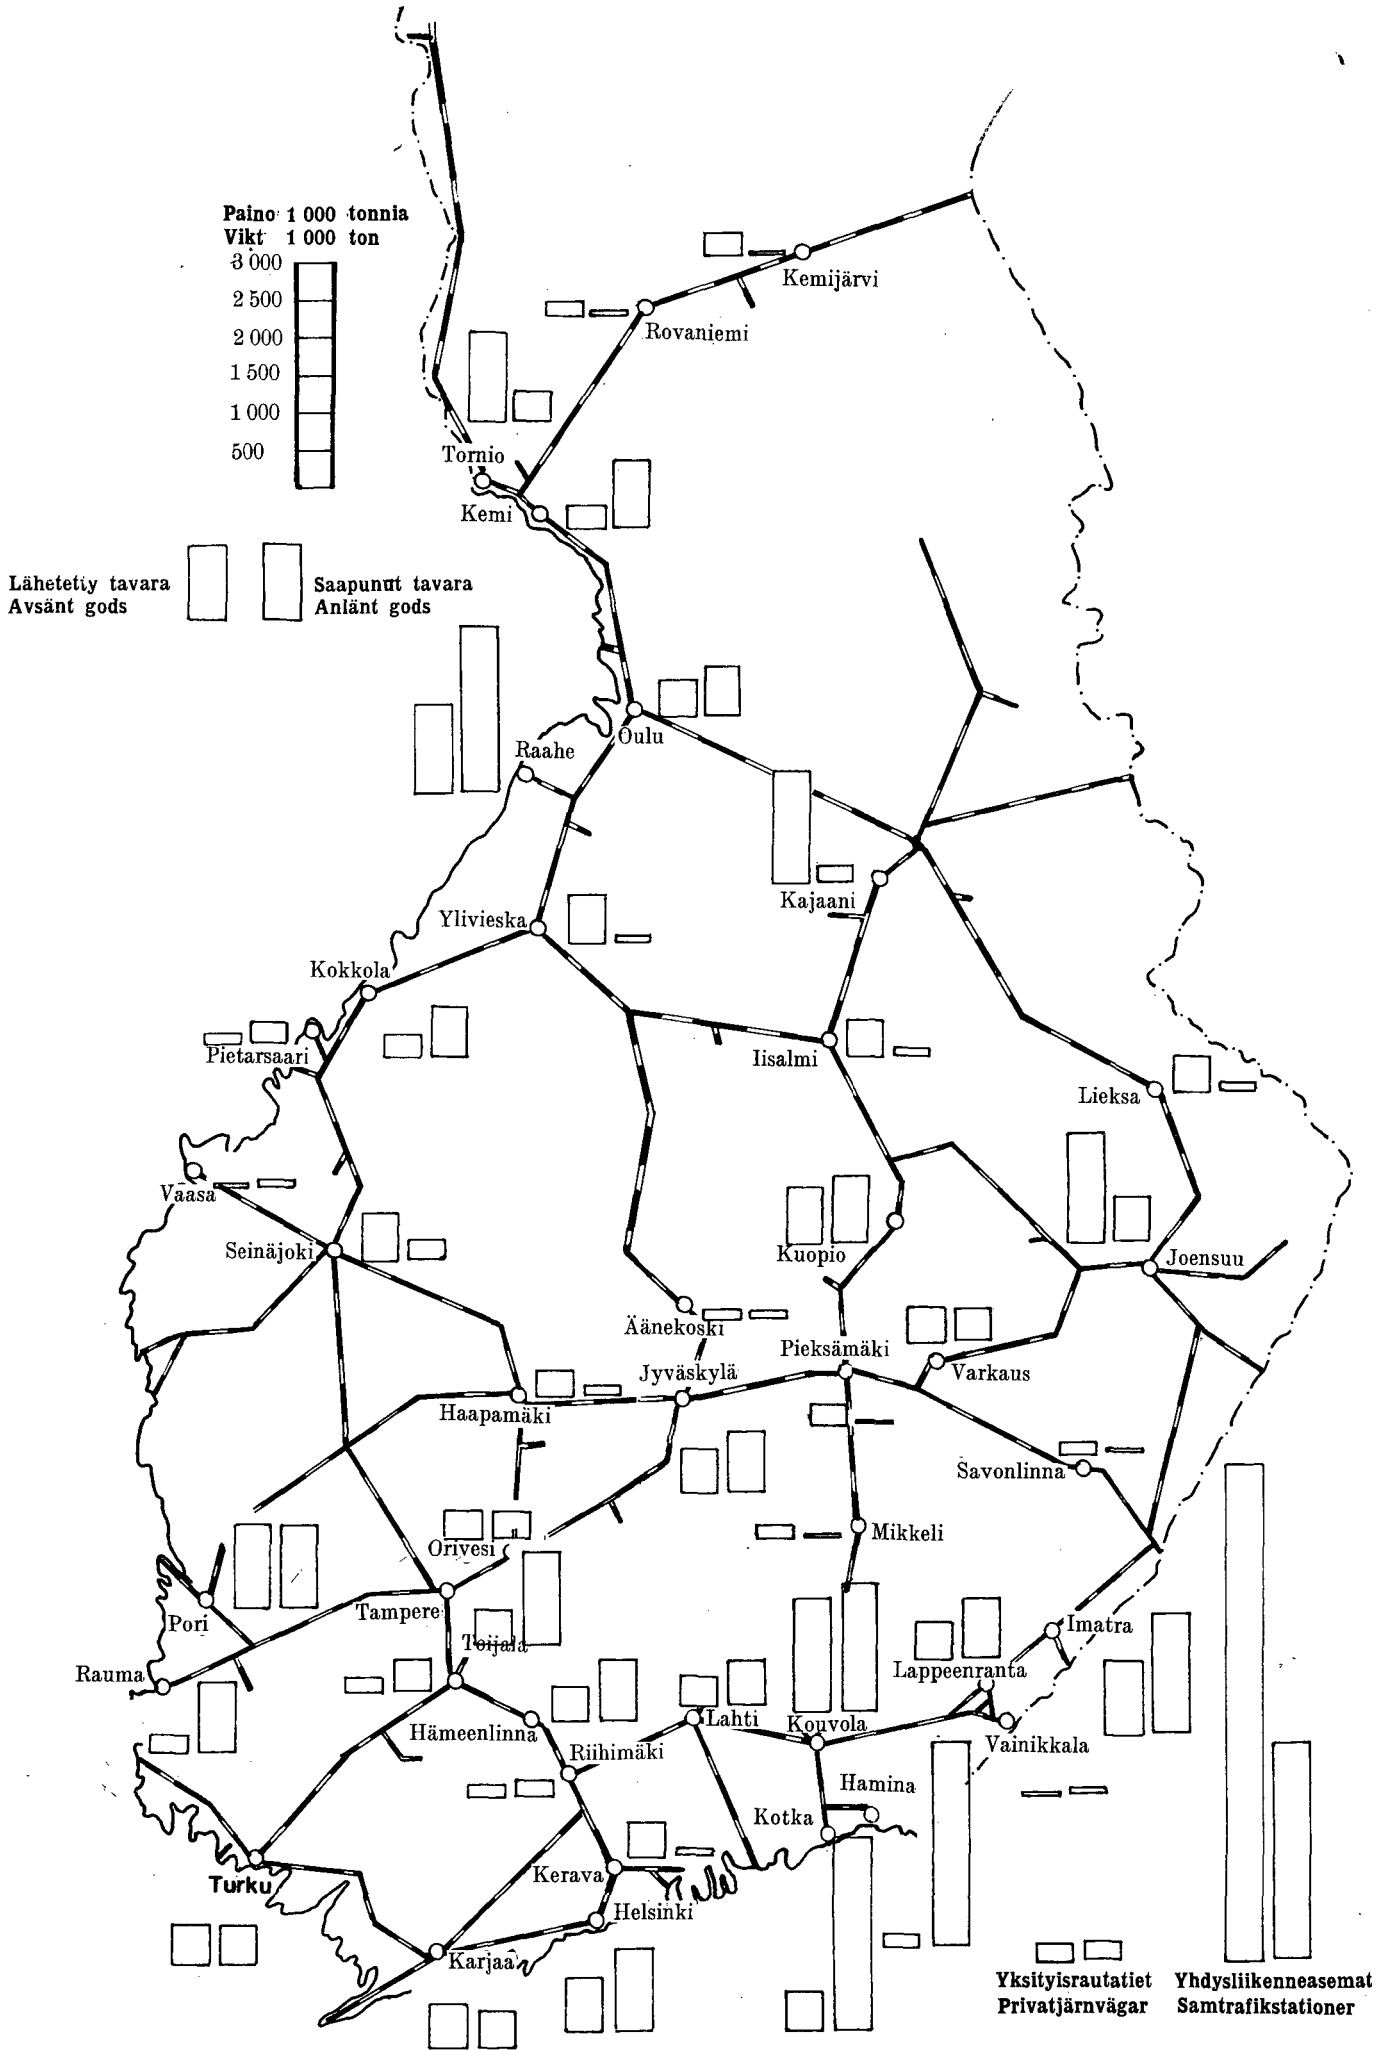 Paino 1 000 tonnia
Vikt 1 000 ton
3 000
2 500
2 000
1 500
1 000
500
Lähetetiy tavara
Avsänt gods
Saapunut tavara
Anlänt gods
Kemijärvi
Rovaniemi
Tornio
Kemi
Oulu
Raahe
Kajaani
Ylivieska
Kokkola
Pietarsaari
Iisalmi
Lieksa
Vaasa
Seinäjoki
Kuopio
Joensuu
Äänekoski
Pieksämäki
Jyväskylä
Varkaus
Haapamäki
Savonlinna
Orivesi
Mikkeli
Tampere
Pori
Toijala
Imatra
Rauma
Lappeenranta
Hämeenlinna
Lahti
Kouvola
Vainikkala
Riihimäki
Hamina
Kotka
Kerava
Turku
Helsinki
Karjaa
Yksityisrautatiet
Privatjärnvägar
Yhdysliikenneasemat
Samtrafikstationer